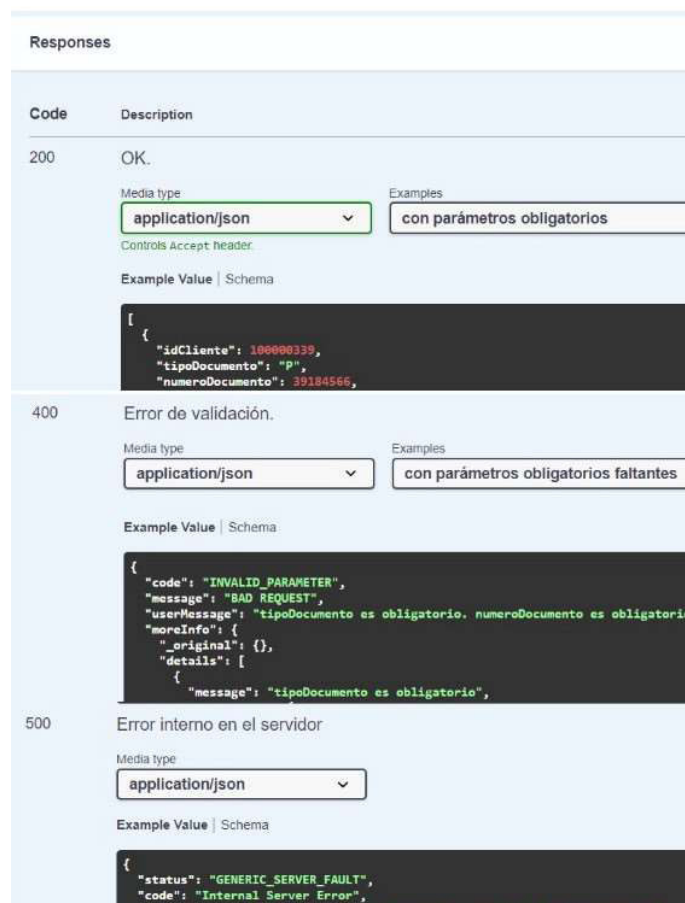 Responses
Code Description
200 OK.
Media type Examples
application/json con parámetros obligatorios
Controls Accept header.
Example Value | Schema
[
{
"idCliente": 100000339,
"tipoDocumento": "P",
"numeroDocumento": 39184566,
400 Error de validación.
Media type Examples
application/json con parámetros obligatorios faltantes
Example Value | Schema
{
"code": "INVALID_PARAMETER",
"message": "BAD REQUEST",
"userMessage": "tipoDocumento es obligatorio. numeroDocumento es obligatori
"moreInfo": {
"_original": {},
"details": [
{
"message": "tipoDocumento es obligatorio",
500 Error interno en el servidor
Media type
application/json
Example Value | Schema
{
"status": "GENERIC_SERVER_FAULT",
"code": "Internal Server Error",